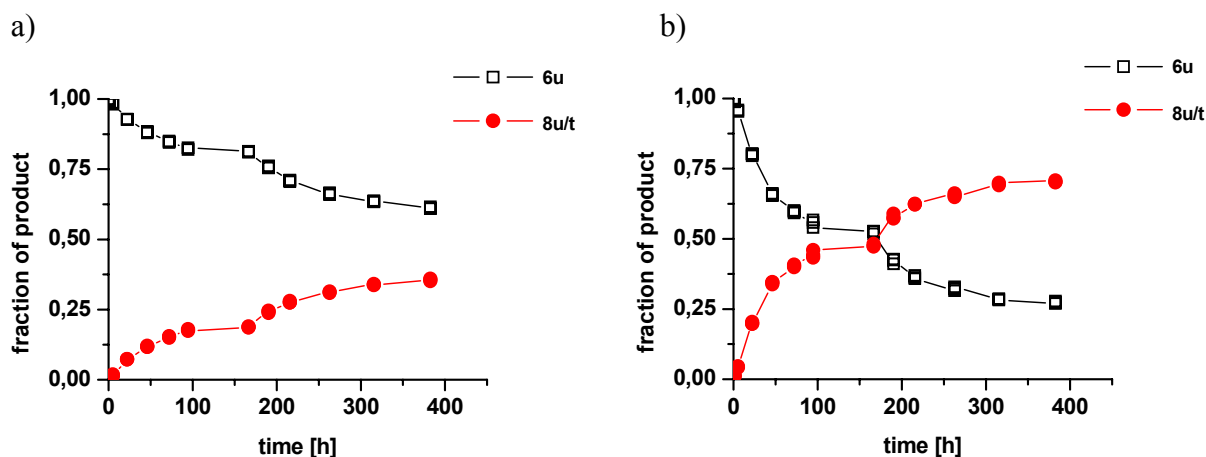 a)
6u
8u/t
1,00
0,75
0,50
0,25
0,00
fraction of product
0 100 200 300 400
time [h]
b)
6u
8u/t
1,00
0,75
0,50
0,25
0,00
fraction of product
0 100 200 300 400
time [h]